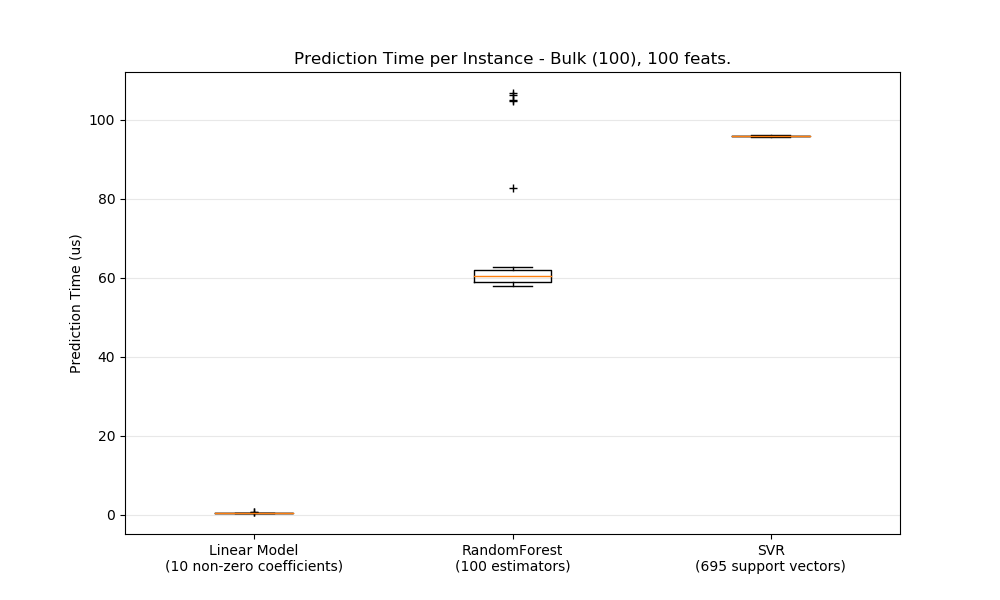 Prediction Time per Instance - Bulk (100), 100 feats.
Prediction Time (us)
100
80
60
40
20
0
Linear Model
(10 non-zero coefficients)
RandomForest
(100 estimators)
SVR
(695 support vectors)